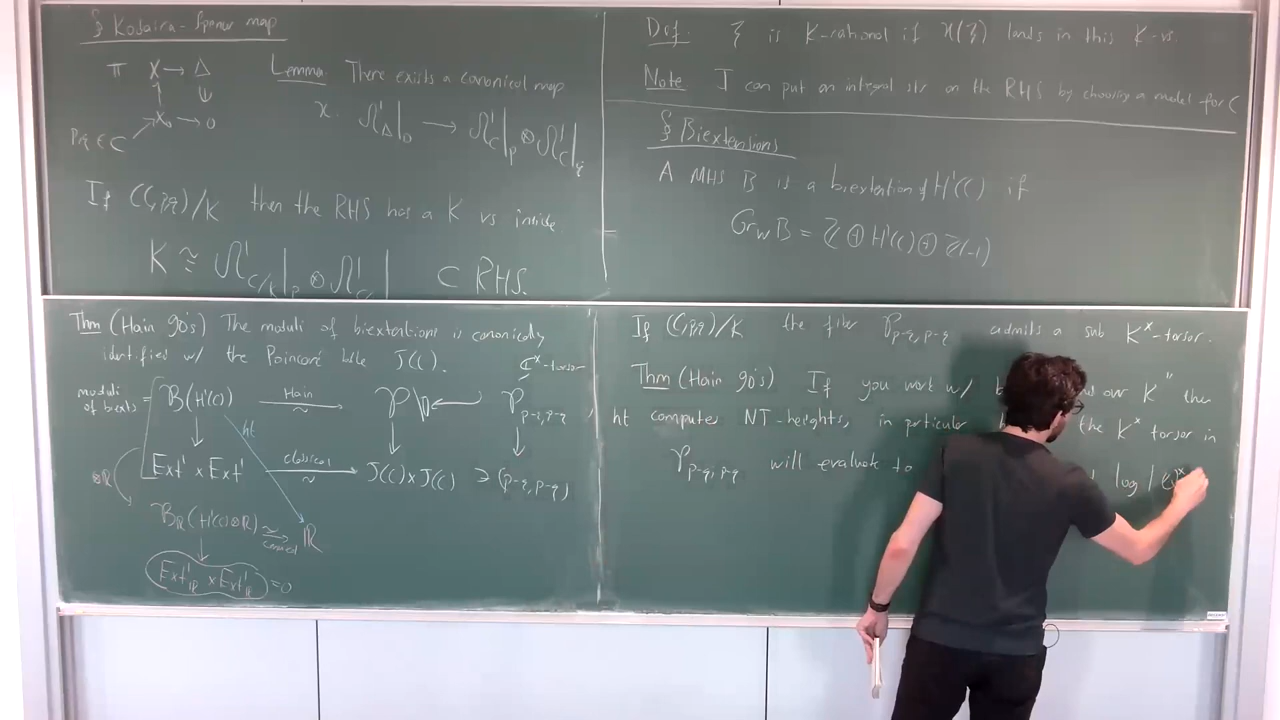 § Kodaira-Spencer map
π X → Δ
X₀ → 0
p,q ∈ C
Lemma: There exists a canonical map
ϰ: Ω¹_Δ|₀ → Ω¹_C|_p ⊗ Ω¹_C|_q
If (C,p,q)/K then the RHS has a K vs inside
K ≅ Ω¹_{C/K}|_p ⊗ Ω¹_C| ⊂ RHS.
Def: ξ is K-rational if ϰ(ξ) lands in this K-vs.
Note I can put an integral str on the RHS by choosing a model for C
§ Biextensions
A MHS B is a biextension of H¹(C) if
Gr_W B = ℤ ⊕ H¹(C) ⊕ ℤ(-1)
Thm (Hain 90's) The moduli of biextentions is canonically
identified w/ the Poincaré bdle J(C).
ℂ^x-torsor
moduli of biexts = B(H¹(C)) Hain ~ → P\0 ← P_{p-q,p-q}
ht
Ext¹ × Ext¹ classical ~ → J(C)×J(C) ∋ (p-q,p-q)
⊗ℝ
B_ℝ(H¹(C)⊗ℝ) ≅ canonical → ℝ
Ext¹_ℝ × Ext¹_ℝ = 0
If (C,p,q)/K the fiber P_{p-q,p-q} admits a sub K^x-torsor.
Thm (Hain 90's) If you work w/ K" the
ht computes NT-heights, in particular the K^x torsor in
P_{p-q,p-q} will evaluate to log|ℚ^x